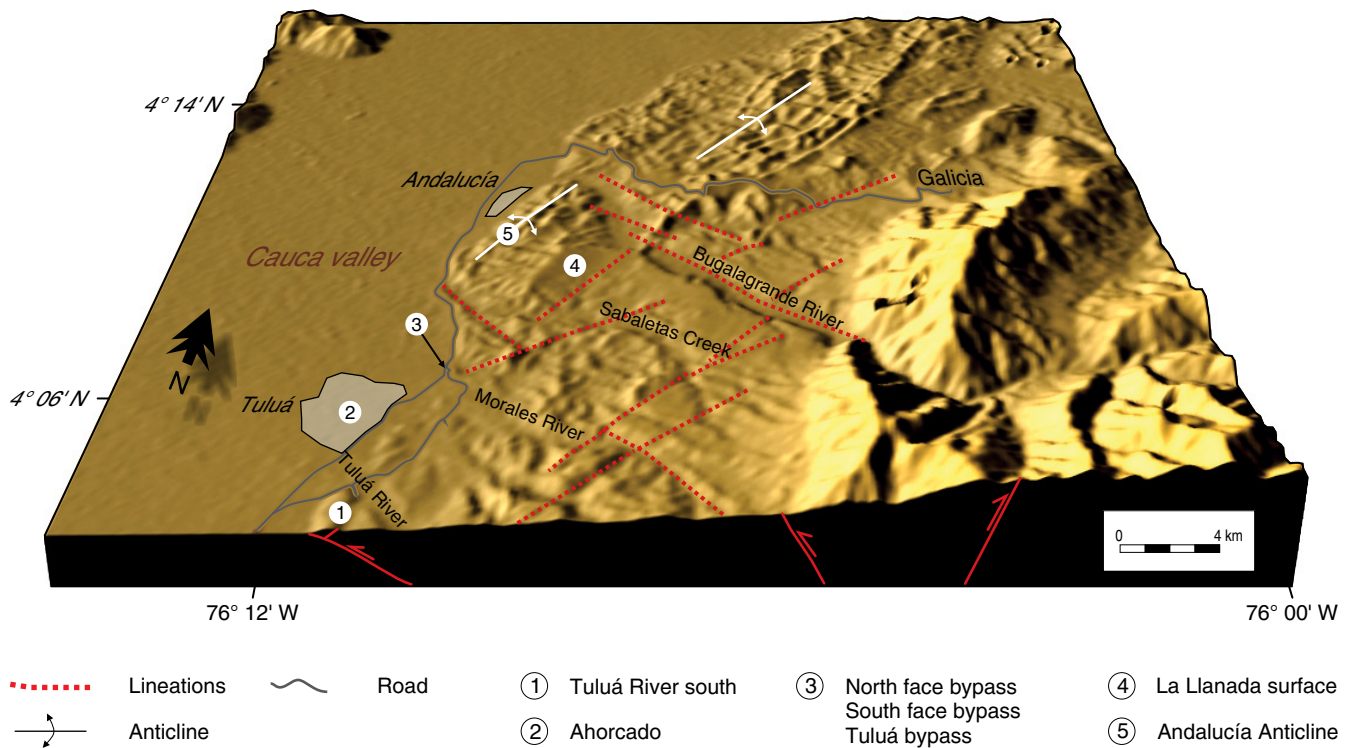 4° 14' N
Andalucía
Galicia
5
Cauca valley
4
Bugalagrande River
3
Sabaletas Creek
N
4° 06' N
Tuluá
2
Morales River
Tuluá River
1
0 4 km
76° 12' W
76° 00' W
Lineations
Road
1 Tuluá River south
3 North face bypass
South face bypass
Tuluá bypass
4 La Llanada surface
Anticline
2 Ahorcado
5 Andalucía Anticline